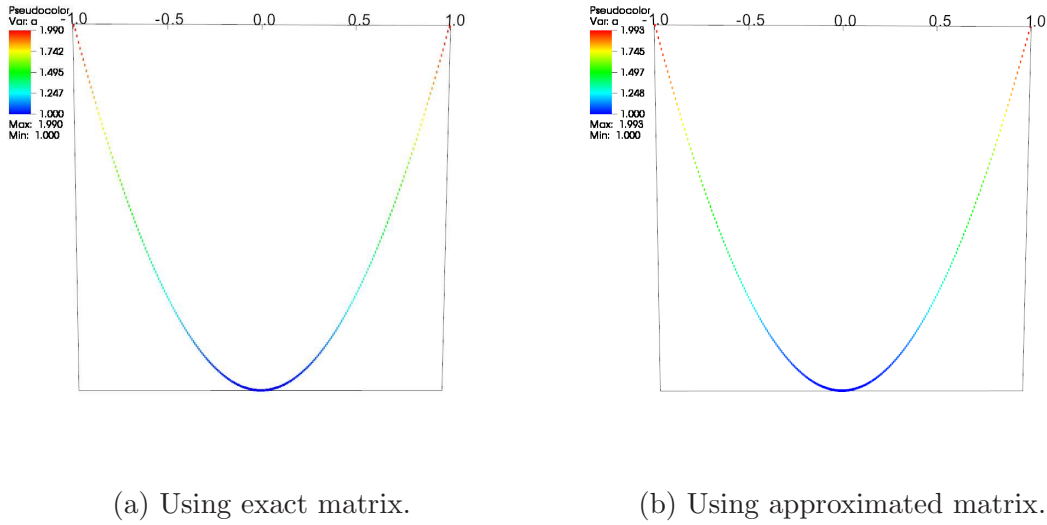 Pseudocolor
Var: a
1.990
1.742
1.495
1.247
1.000
Max: 1.990
Min: 1.000
-1.0 -0.5 0.0 0.5 1.0
Pseudocolor
Var: a
1.993
1.745
1.497
1.248
1.000
Max: 1.993
Min: 1.000
-1.0 -0.5 0.0 0.5 1.0
(a) Using exact matrix.
(b) Using approximated matrix.